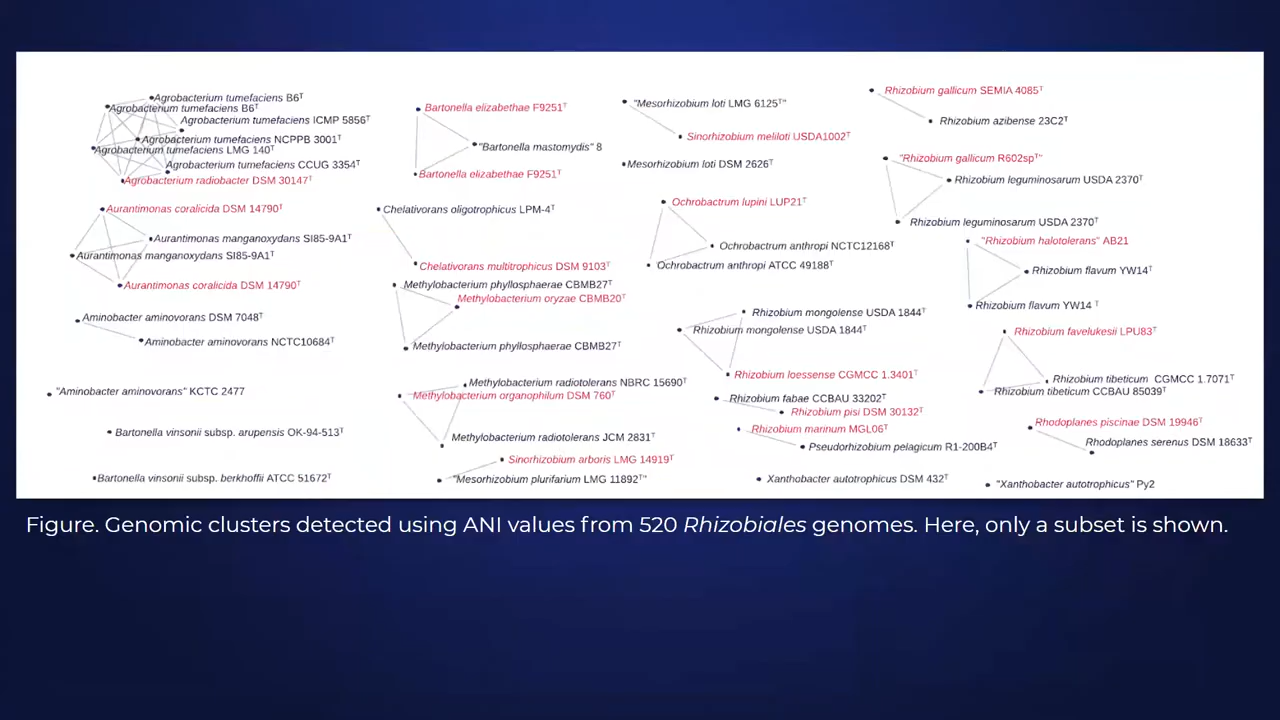 Agrobacterium tumefaciens B6ᵀ
Agrobacterium tumefaciens B6ᵀ
Agrobacterium tumefaciens ICMP 5856ᵀ
Agrobacterium tumefaciens NCPPB 3001ᵀ
Agrobacterium tumefaciens LMG 140ᵀ
Agrobacterium tumefaciens CCUG 3354ᵀ
Agrobacterium radiobacter DSM 30147ᵀ
Aurantimonas coralicida DSM 14790ᵀ
Aurantimonas manganoxydans SI85-9A1ᵀ
Aurantimonas manganoxydans SI85-9A1ᵀ
Aurantimonas coralicida DSM 14790ᵀ
Aminobacter aminovorans DSM 7048ᵀ
Aminobacter aminovorans NCTC10684ᵀ
"Aminobacter aminovorans" KCTC 2477
Bartonella vinsonii subsp. arupensis OK-94-513ᵀ
Bartonella vinsonii subsp. berkhoffii ATCC 51672ᵀ
Bartonella elizabethae F9251ᵀ
"Bartonella mastomydis" 8
Bartonella elizabethae F9251ᵀ
Chelativorans oligotrophicus LPM-4ᵀ
Chelativorans multitrophicus DSM 9103ᵀ
Methylobacterium phyllosphaerae CBMB27ᵀ
Methylobacterium oryzae CBMB20ᵀ
Methylobacterium phyllosphaerae CBMB27ᵀ
Methylobacterium radiotolerans NBRC 15690ᵀ
Methylobacterium organophilum DSM 760ᵀ
Methylobacterium radiotolerans JCM 2831ᵀ
Sinorhizobium arboris LMG 14919ᵀ
"Mesorhizobium plurifarium LMG 11892ᵀ"
"Mesorhizobium loti LMG 6125ᵀ"
Sinorhizobium meliloti USDA1002ᵀ
Mesorhizobium loti DSM 2626ᵀ
Ochrobactrum lupini LUP21ᵀ
Ochrobactrum anthropi NCTC12168ᵀ
Ochrobactrum anthropi ATCC 49188ᵀ
Rhizobium mongolense USDA 1844ᵀ
Rhizobium mongolense USDA 1844ᵀ
Rhizobium loessense CGMCC 1.3401ᵀ
Rhizobium fabae CCBAU 33202ᵀ
Rhizobium pisi DSM 30132ᵀ
Rhizobium marinum MGL06ᵀ
Pseudorhizobium pelagicum R1-200B4ᵀ
Xanthobacter autotrophicus DSM 432ᵀ
Rhizobium gallicum SEMIA 4085ᵀ
Rhizobium azibense 23C2ᵀ
"Rhizobium gallicum R602spᵀ"
Rhizobium leguminosarum USDA 2370ᵀ
Rhizobium leguminosarum USDA 2370ᵀ
"Rhizobium halotolerans" AB21
Rhizobium flavum YW14ᵀ
Rhizobium flavum YW14 ᵀ
Rhizobium favelukesii LPU83ᵀ
Rhizobium tibeticum CGMCC 1.7071ᵀ
Rhizobium tibeticum CCBAU 85039ᵀ
Rhodoplanes piscinae DSM 19946ᵀ
Rhodoplanes serenus DSM 18633ᵀ
"Xanthobacter autotrophicus" Py2
Figure. Genomic clusters detected using ANI values from 520 Rhizobiales genomes. Here, only a subset is shown.